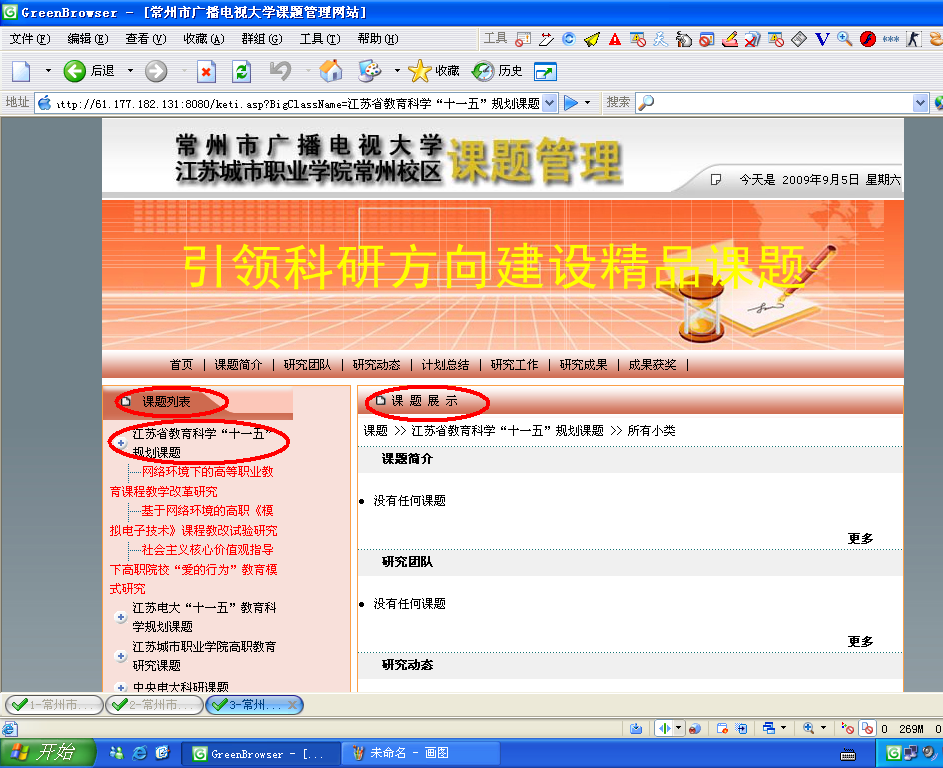 GreenBrowser - [常州市广播电视大学课题管理网站]
文件(F) 编辑(E) 查看(V) 收藏(A) 群组(G) 工具(T) 帮助(H) 工具
后退 收藏 历史
地址 http://61.177.182.131:8080/keti.asp?BigClassName=江苏省教育科学“十一五”规划课题 搜索
常州市广播电视大学
江苏城市职业学院常州校区
课题管理
今天是 2009年9月5日 星期六
引领科研方向建设精品课题
首页 | 课题简介 | 研究团队 | 研究动态 | 计划总结 | 研究工作 | 研究成果 | 成果获奖 |
课题列表
江苏省教育科学“十一五”
规划课题
网络环境下的高等职业教
育课程教学改革研究
基于网络环境的高职《模
拟电子技术》课程教改试验研究
社会主义核心价值观指导
下高职院校“爱的行为”教育模
式研究
江苏电大“十一五”教育科
学规划课题
江苏城市职业学院高职教育
研究课题
中央电大科研课题
课 题 展 示
课题 >> 江苏省教育科学“十一五”规划课题 >> 所有小类
课题简介
• 没有任何课题
更多
研究团队
• 没有任何课题
更多
研究动态
1-常州市... 2-常州市... 3-常州...
0 269M 0
开始 GreenBrowser - [... 未命名 - 画图